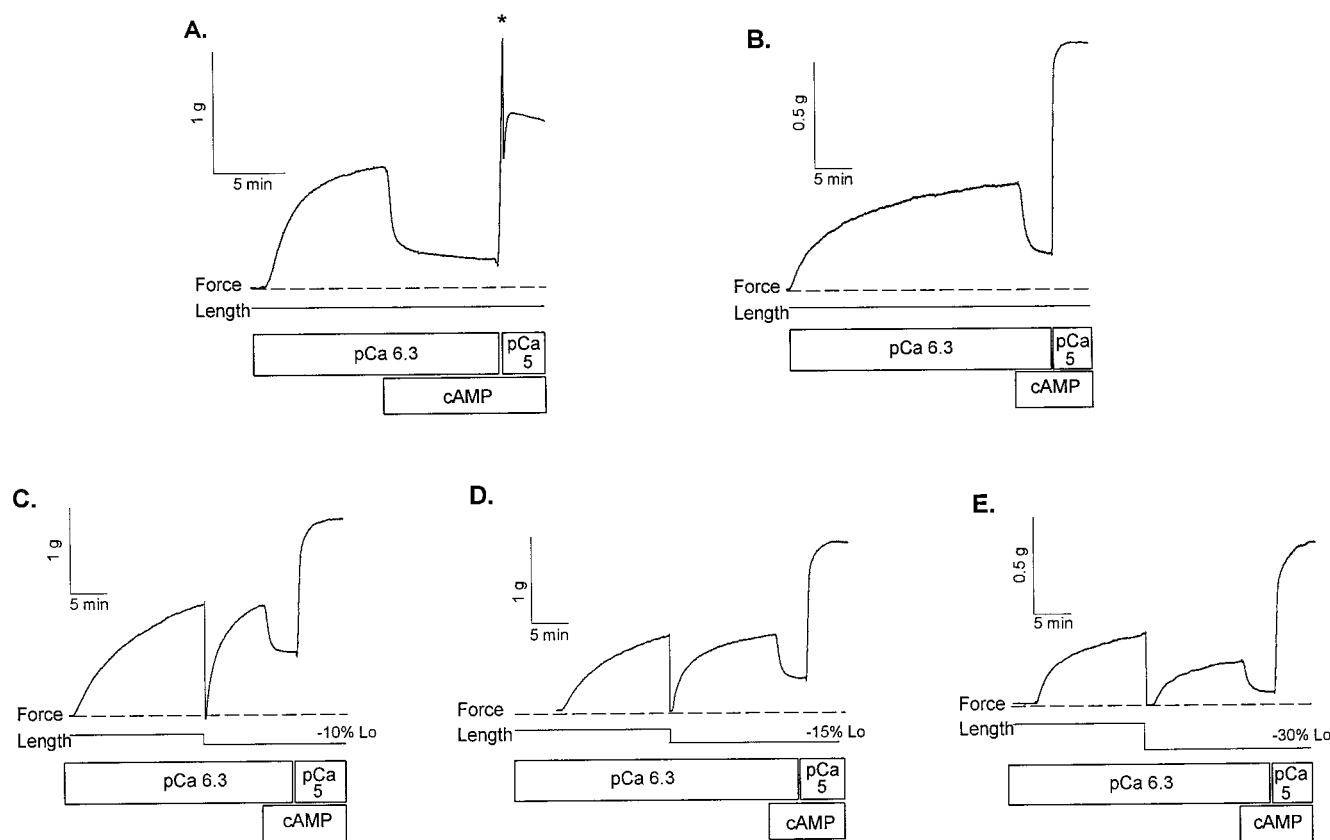 A.
*
1 g
5 min
Force
Length
pCa 6.3
pCa
5
cAMP
B.
0.5 g
5 min
pCa 6.3
pCa
5
cAMP
C.
1 g
5 min
Force
Length
-10% Lo
pCa 6.3
pCa
5
cAMP
D.
1 g
5 min
Force
Length
-15% Lo
pCa 6.3
pCa
5
cAMP
E.
0.5 g
5 min
Force
Length
-30% Lo
pCa 6.3
pCa
5
cAMP